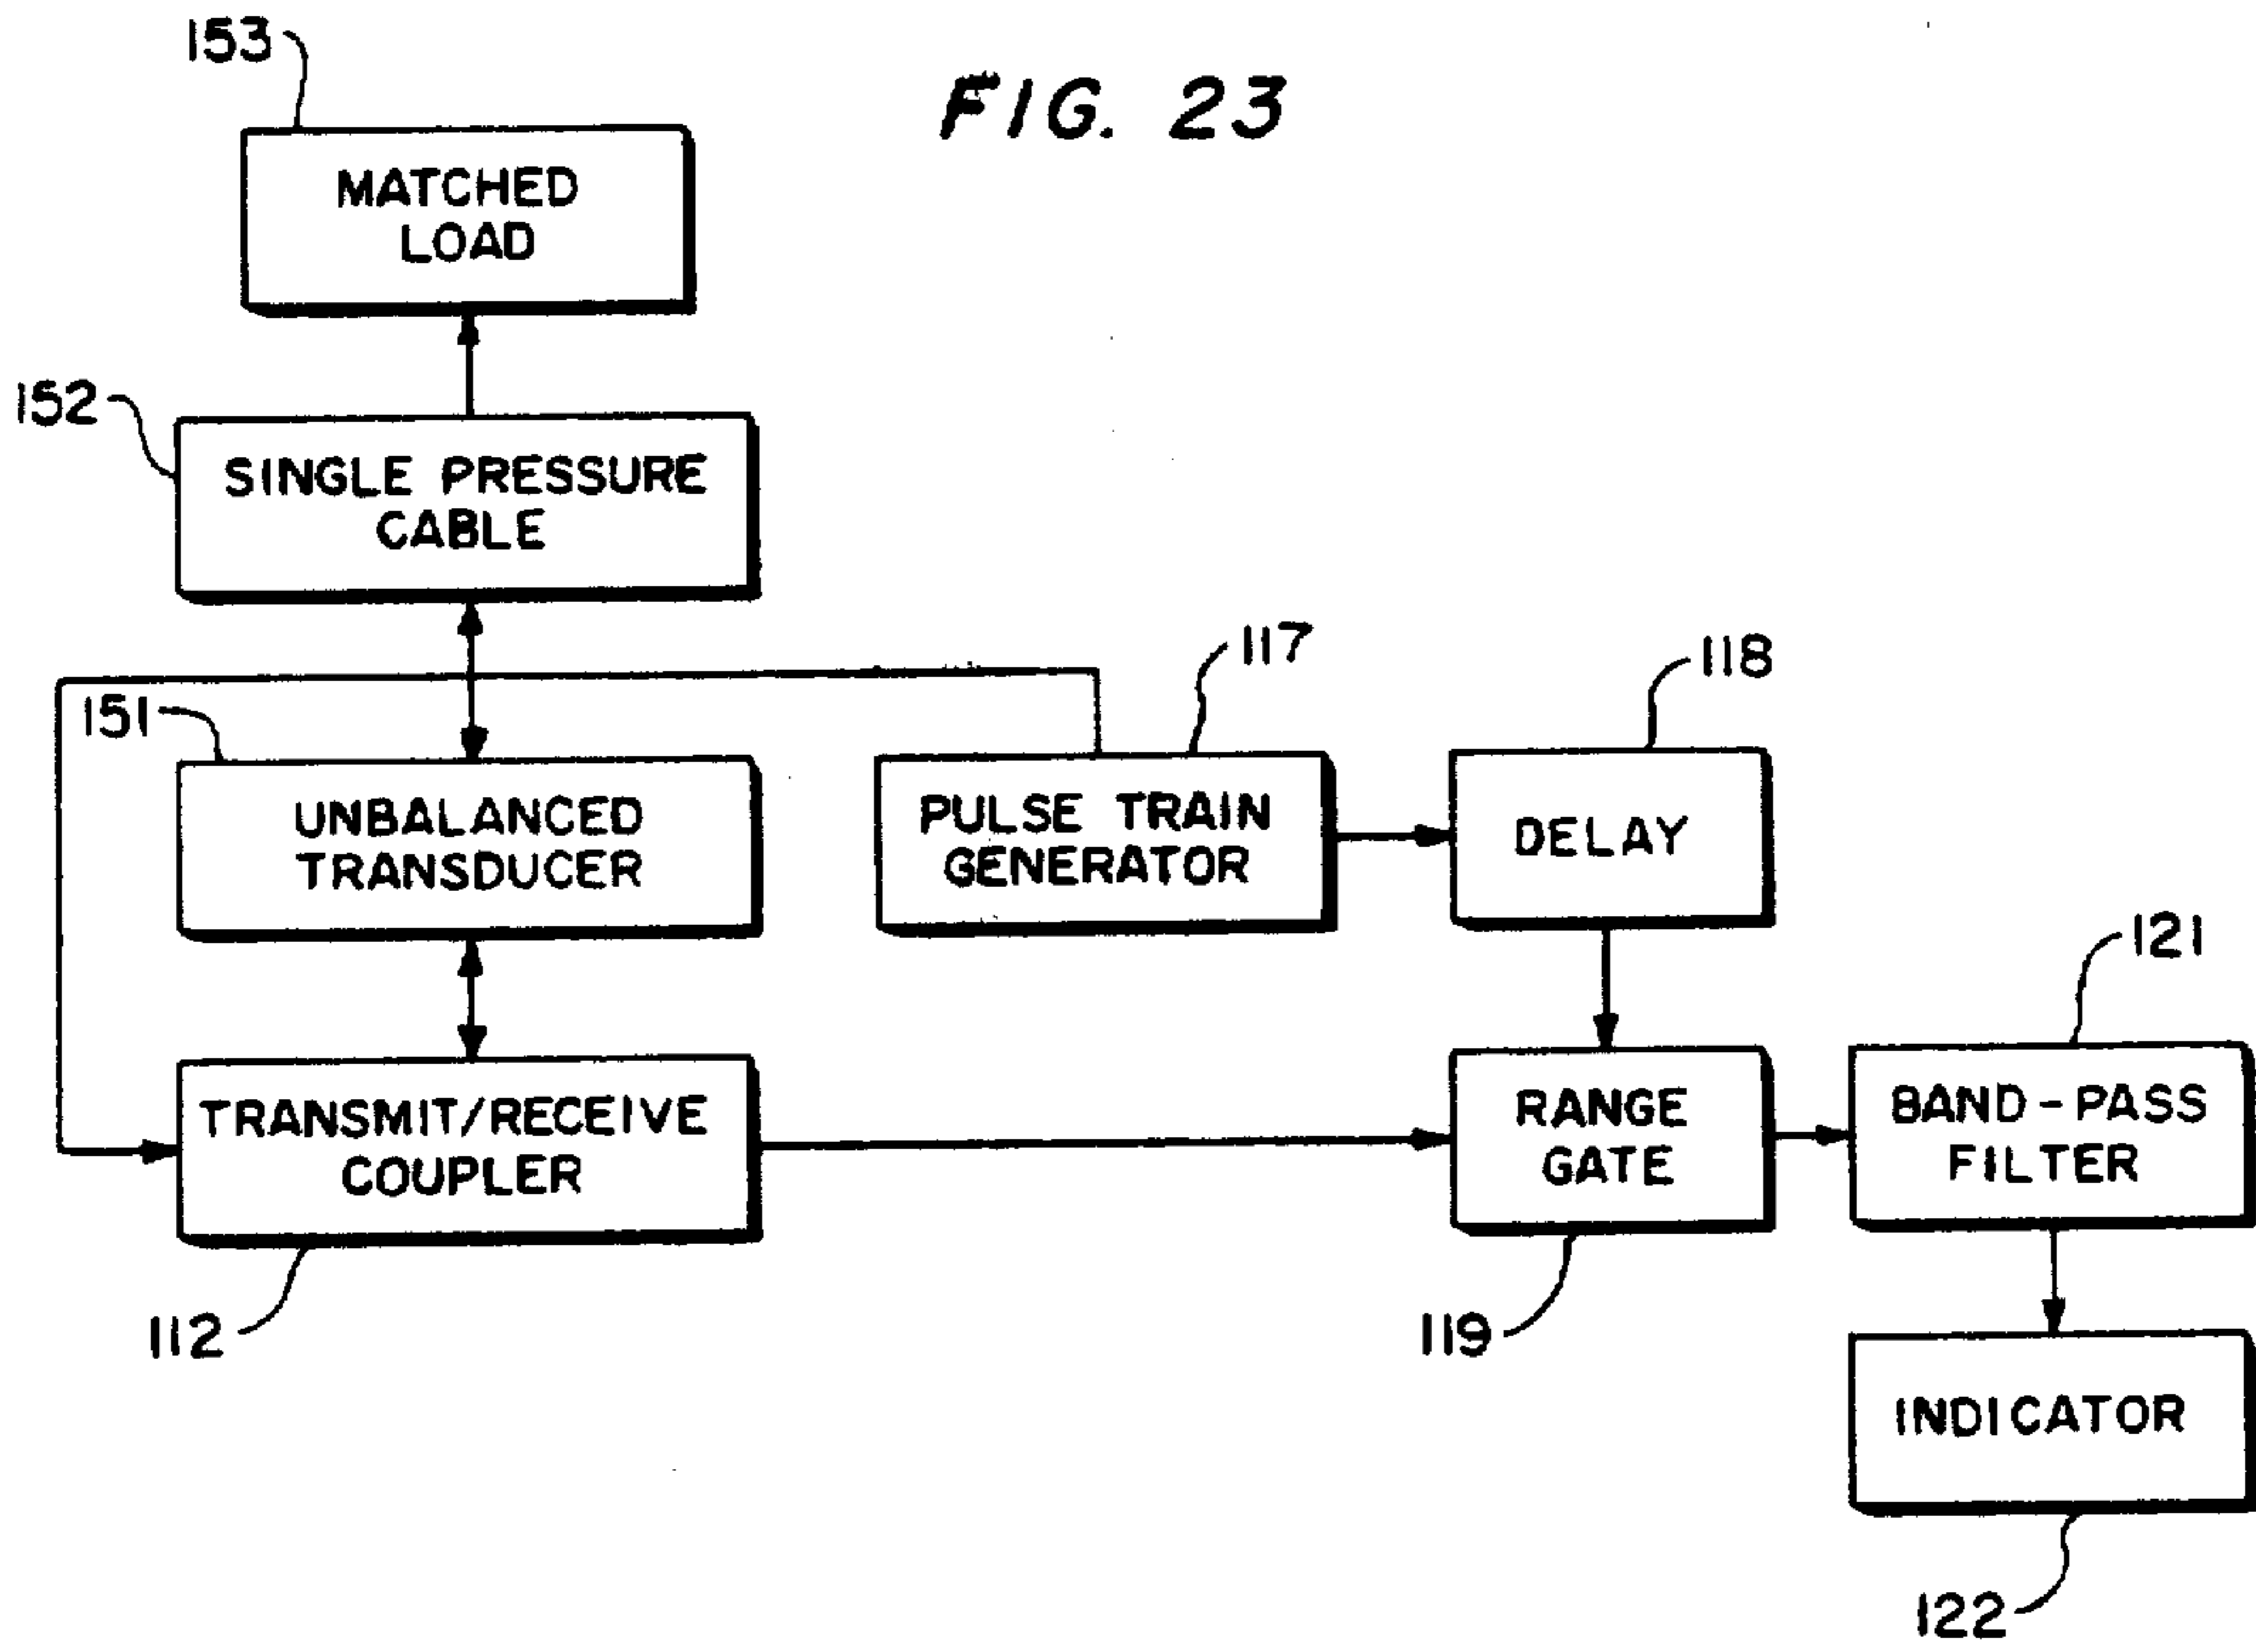 153
FIG. 23
MATCHED
LOAD
152
SINGLE PRESSURE
CABLE
117
118
151
UNBALANCED
TRANSDUCER
PULSE TRAIN
GENERATOR
DELAY
121
TRANSMIT/RECEIVE
COUPLER
RANGE
GATE
BAND-PASS
FILTER
112
119
INDICATOR
122